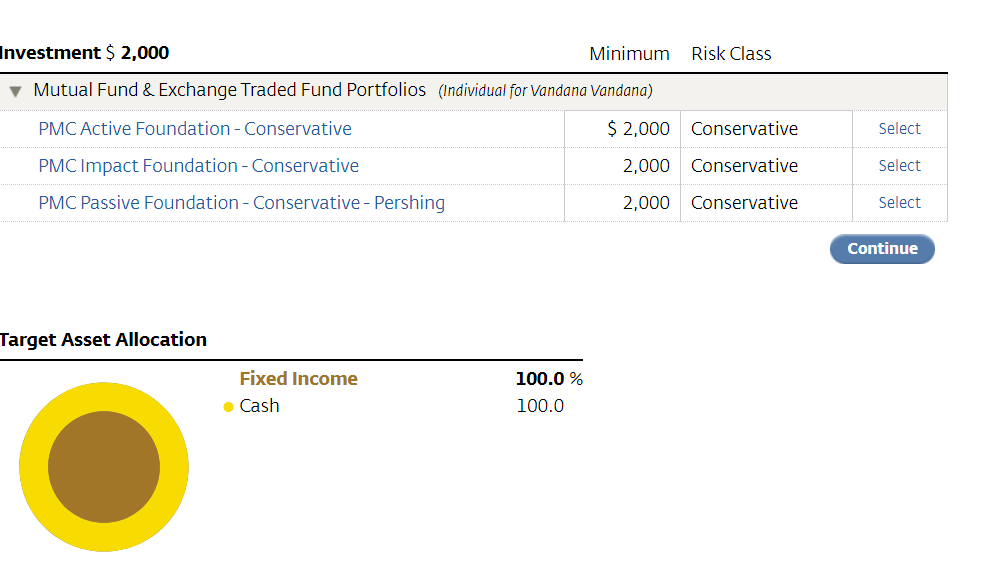 Investment $ 2,000 Minimum Risk Class
Mutual Fund & Exchange Traded Fund Portfolios (Individual for Vandana Vandana)
PMC Active Foundation - Conservative $ 2,000 Conservative Select
PMC Impact Foundation - Conservative 2,000 Conservative Select
PMC Passive Foundation - Conservative - Pershing 2,000 Conservative Select
Continue
Target Asset Allocation
Fixed Income 100.0 %
Cash 100.0